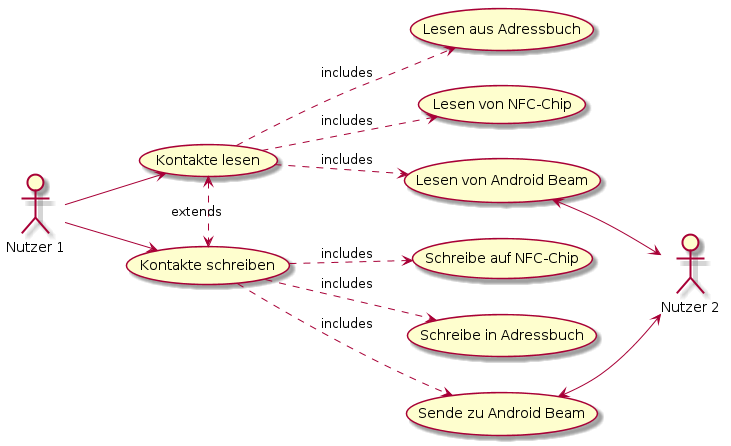 Lesen aus Adressbuch
includes
Lesen von NFC-Chip
includes
Kontakte lesen
includes
Lesen von Android Beam
extends
Nutzer 1
includes
Schreibe auf NFC-Chip
Kontakte schreiben
includes
Nutzer 2
includes
Schreibe in Adressbuch
Sende zu Android Beam